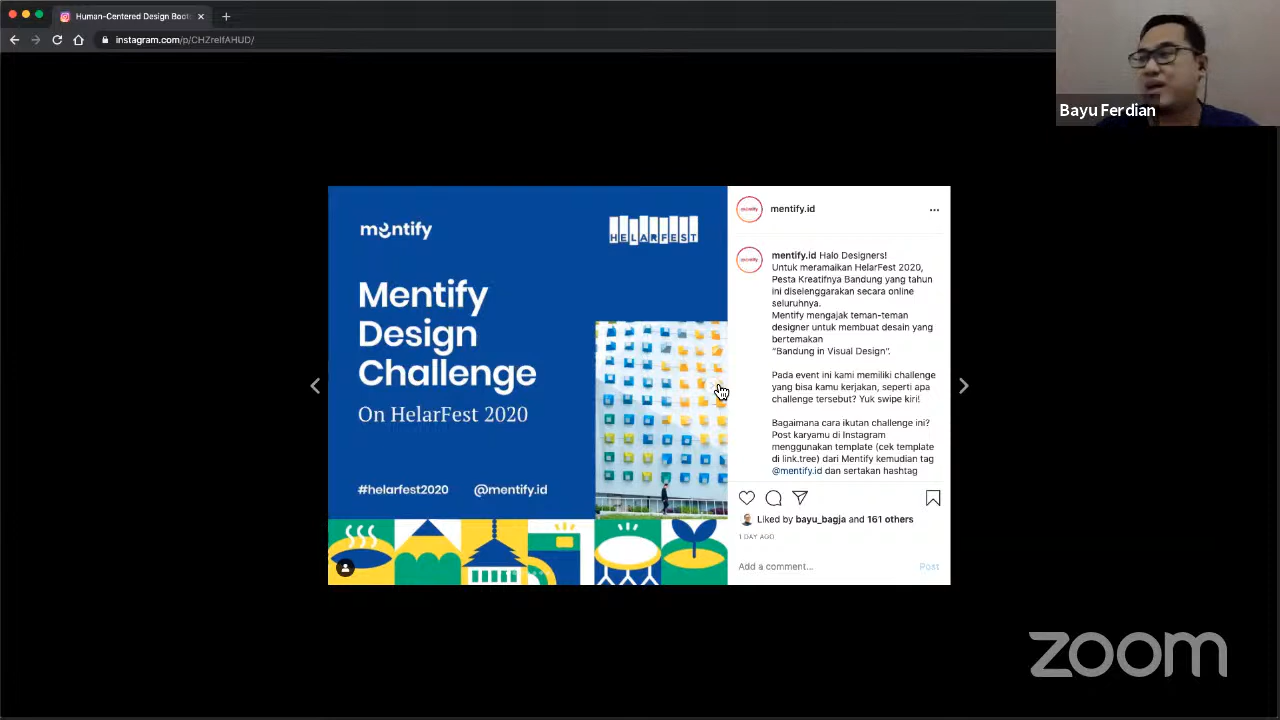 Human-Centered Design Boot
instagram.com/p/CHZrelfAHUD/
Bayu Ferdian
mentify
HELARFEST
Mentify
Design
Challenge
On HelarFest 2020
#helarfest2020 @mentify.id
mentify.id
mentify.id Halo Designers!
Untuk meramaikan HelarFest 2020,
Pesta Kreatifnya Bandung yang tahun
ini diselenggarakan secara online
seluruhnya.
Mentify mengajak teman-teman
designer untuk membuat desain yang
bertemakan
“Bandung in Visual Design”.
Pada event ini kami memiliki challenge
yang bisa kamu kerjakan, seperti apa
challenge tersebut? Yuk swipe kiri!
Bagaimana cara ikutan challenge ini?
Post karyamu di Instagram
menggunakan template (cek template
di link.tree) dari Mentify kemudian tag
@mentify.id dan sertakan hashtag
Liked by bayu_bagja and 161 others
1 DAY AGO
Add a comment... Post
zoom